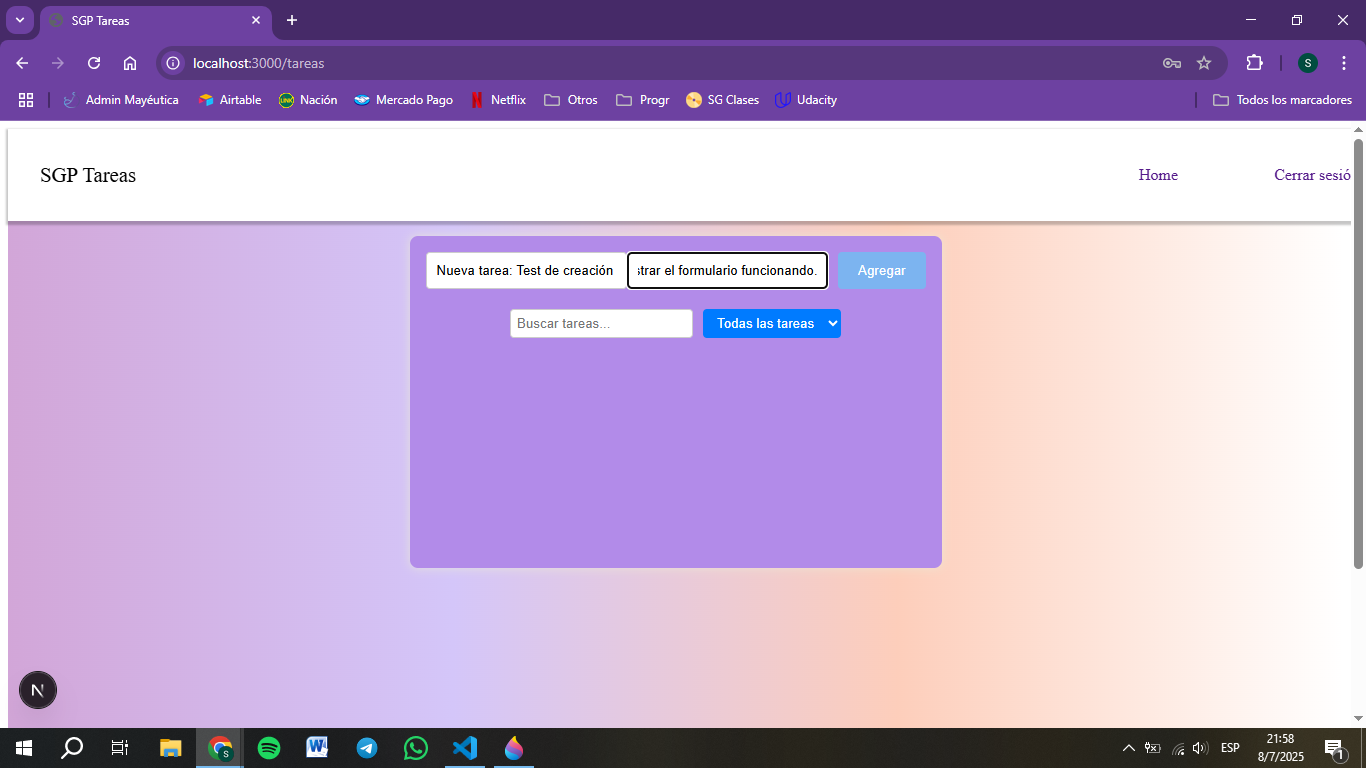 SGP Tareas
localhost:3000/tareas
S
Admin Mayéutica Airtable Nación Mercado Pago Netflix Otros Progr SG Clases Udacity Todos los marcadores
SGP Tareas Home Cerrar sesió
Nueva tarea: Test de creación strar el formulario funcionando. Agregar
Buscar tareas... Todas las tareas
N
ESP
21:58
8/7/2025
1